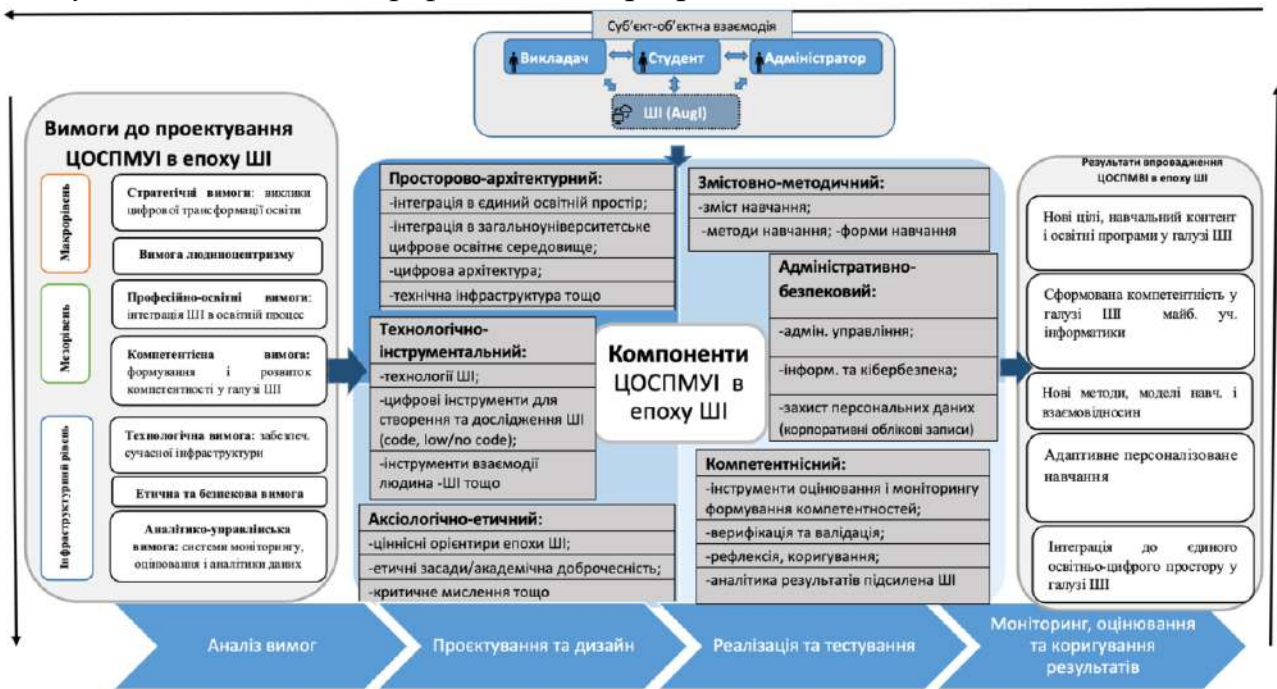 Суб'єкт-об'єктна взаємодія
Викладач
Студент
Адміністратор
ШІ (AugI)
Вимоги до проектування
ЦОСПМУІ в епоху ШІ
Макрорівень
Стратегічні вимоги: виклики
цифрової трансформації освіти
Вимога людиноцентризму
Мезорівень
Професійно-освітні вимоги:
інтеграція ШІ в освітній процес
Компетентісна вимога:
формування і розвиток
компетентності у галузі ШІ
Інфраструктурний рівень
Технологічна вимога: забезпеч.
сучасної інфраструктури
Етична та безпекова вимога
Аналітико-управлінська
вимога: системи моніторингу,
оцінювання і аналітики даних
Просторово-архітектурний:
-інтеграція в єдиний освітній простір;
-інтеграція в загальноуніверситетське
цифрове освітнє середовище;
-цифрова архітектура;
-технічна інфраструктура тощо
Технологічно-
інструментальний:
-технології ШІ;
-цифрові інструменти для
створення та дослідження ШІ
(code, low/no code);
-інструменти взаємодії
людина -ШІ тощо
Аксіологічно-етичний:
-ціннісні орієнтири епохи ШІ;
-етичні засади/академічна доброчесність;
-критичне мислення тощо
Компоненти
ЦОСПМУІ в
епоху ШІ
Змістовно-методичний:
-зміст навчання;
-методи навчання; -форми навчання
Адміністративно-
безпековий:
-адмін. управління;
-інформ. та кібербезпека;
-захист персональних даних
(корпоративні облікові записи)
Компетентнісний:
-інструменти оцінювання і моніторингу
формування компетентностей;
-верифікація та валідація;
-рефлексія, коригування;
-аналітика результатів підсилена ШІ
Результати впровадження
ЦОСПМВІ в епоху ШІ
Нові цілі, навчальний контент
і освітні програми у галузі ШІ
Сформована компетентність у
галузі ШІ майб. уч.
інформатики
Нові методи, моделі навч. і
взаємовідносин
Адаптивне персоналізоване
навчання
Інтеграція до єдиного
освітньо-цифрового простору у
галузі ШІ
Аналіз вимог
Проєктування та дизайн
Реалізація та тестування
Моніторинг, оцінювання
та коригування
результатів